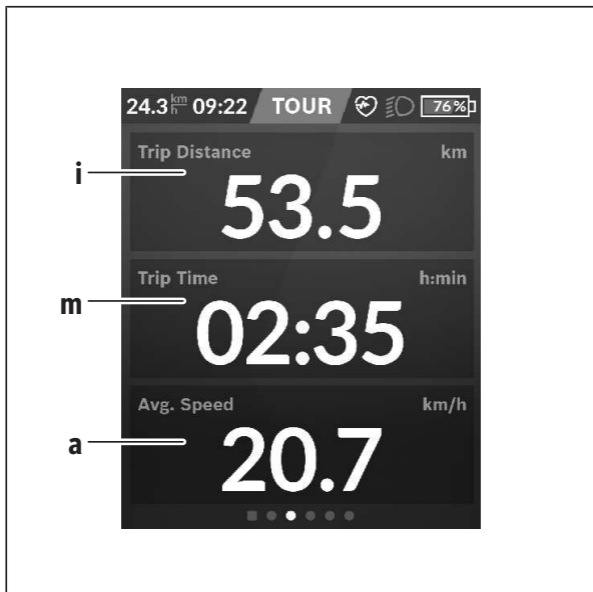 24.3 km/h 09:22 TOUR 76%
i
Trip Distance km
53.5
m
Trip Time h:min
02:35
a
Avg. Speed km/h
20.7